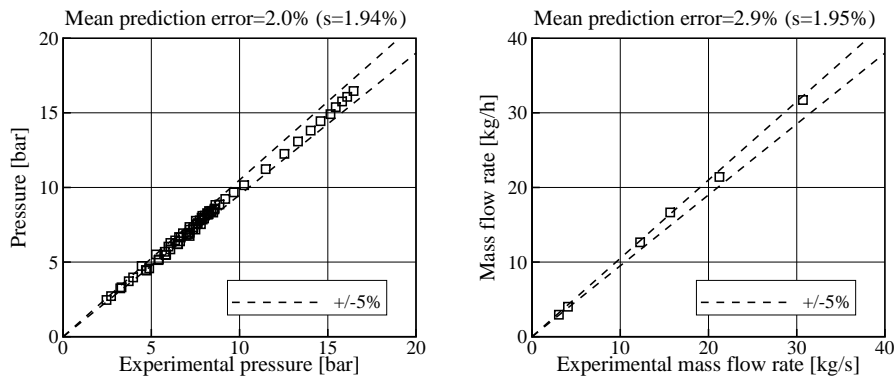 Mean prediction error=2.0% (s=1.94%)
20
15
10
5
0
Pressure [bar]
+/-5%
0 5 10 15 20
Experimental pressure [bar]
Mean prediction error=2.9% (s=1.95%)
40
30
20
10
0
Mass flow rate [kg/h]
+/-5%
0 10 20 30 40
Experimental mass flow rate [kg/s]